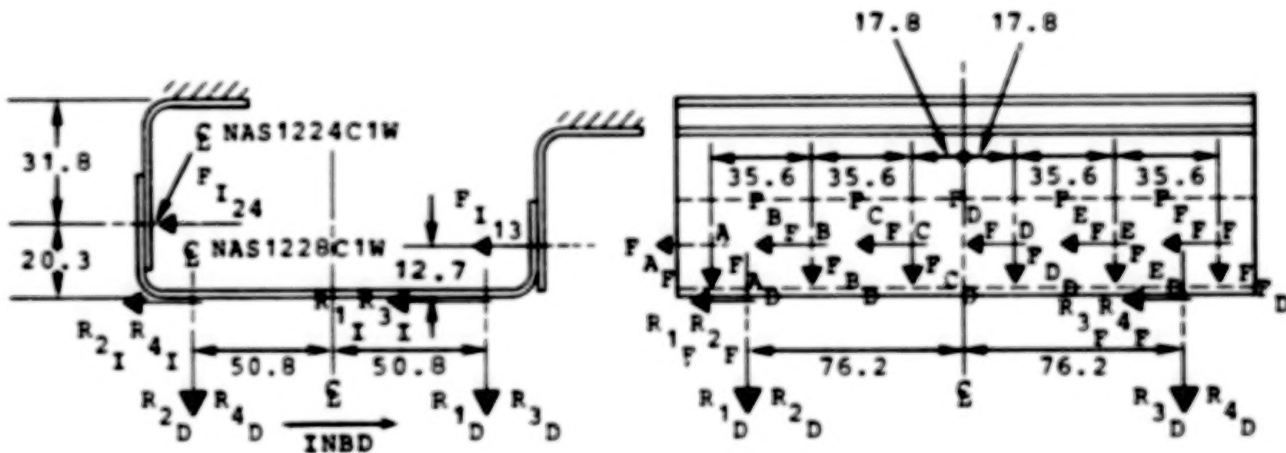 17.8 17.8
℄ NAS1224C1W
31.8
F I 24
35.6 35.6 35.6 35.6
F I 13
P B P C P D P E P F
℄ NAS1228C1W
20.3
12.7
F A A F B B F C C F D D F E E F F F
R 1 I R 3 I
R 2 I R 4 I
R 1 F R 2 F
R 3 F R 4 F
50.8 50.8
76.2 76.2
℄ ℄
R 2 D R 4 D R 1 D R 3 D
R 1 D R 2 D R 3 D R 4 D
INBD